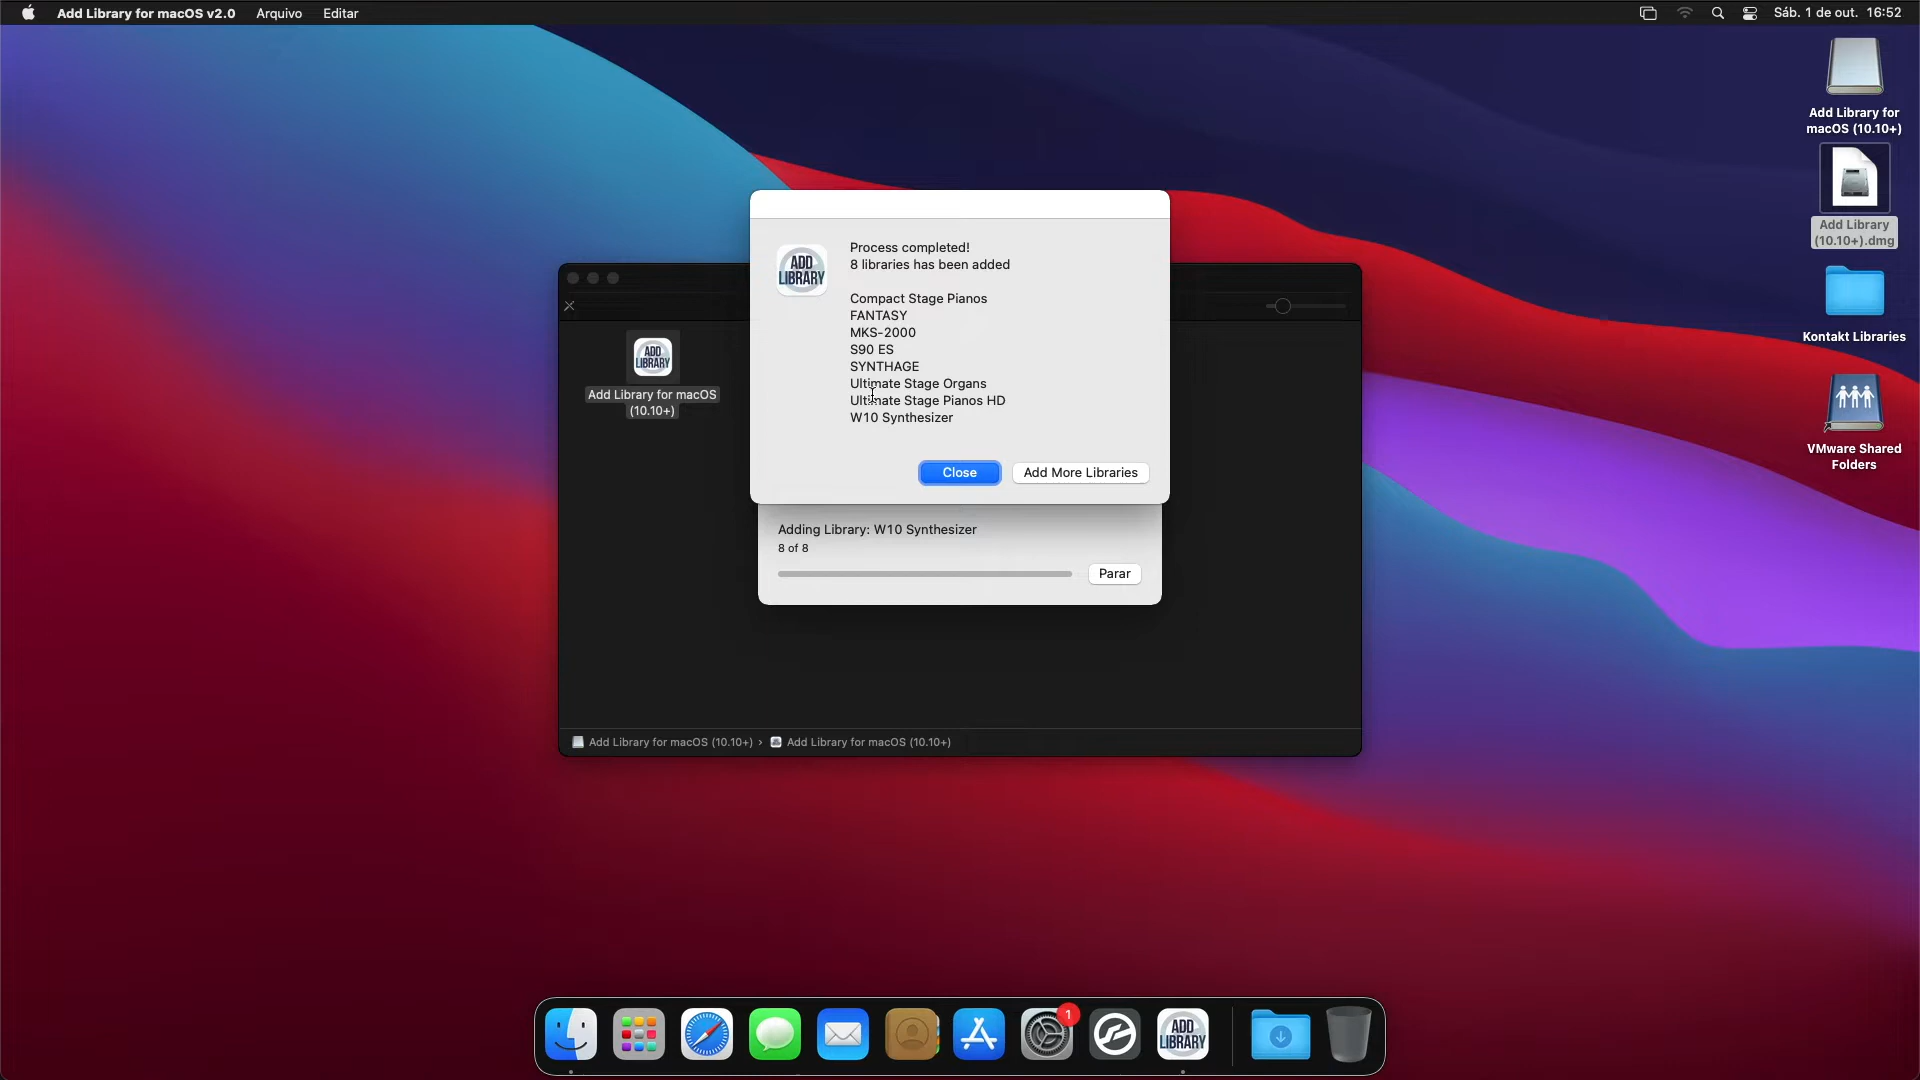 Add Library for macOS v2.0 Arquivo Editar Sáb. 1 de out. 16:52
Add Library for
macOS (10.10+)
Add Library
(10.10+).dmg
Kontakt Libraries
VMware Shared
Folders
ADD
LIBRARY
Process completed!
8 libraries has been added
Compact Stage Pianos
FANTASY
MKS-2000
S90 ES
SYNTHAGE
Ultimate Stage Organs
Ultimate Stage Pianos HD
W10 Synthesizer
Close Add More Libraries
Adding Library: W10 Synthesizer
8 of 8
Parar
ADD
LIBRARY
Add Library for macOS
(10.10+)
Add Library for macOS (10.10+) › Add Library for macOS (10.10+)
1
ADD
LIBRARY